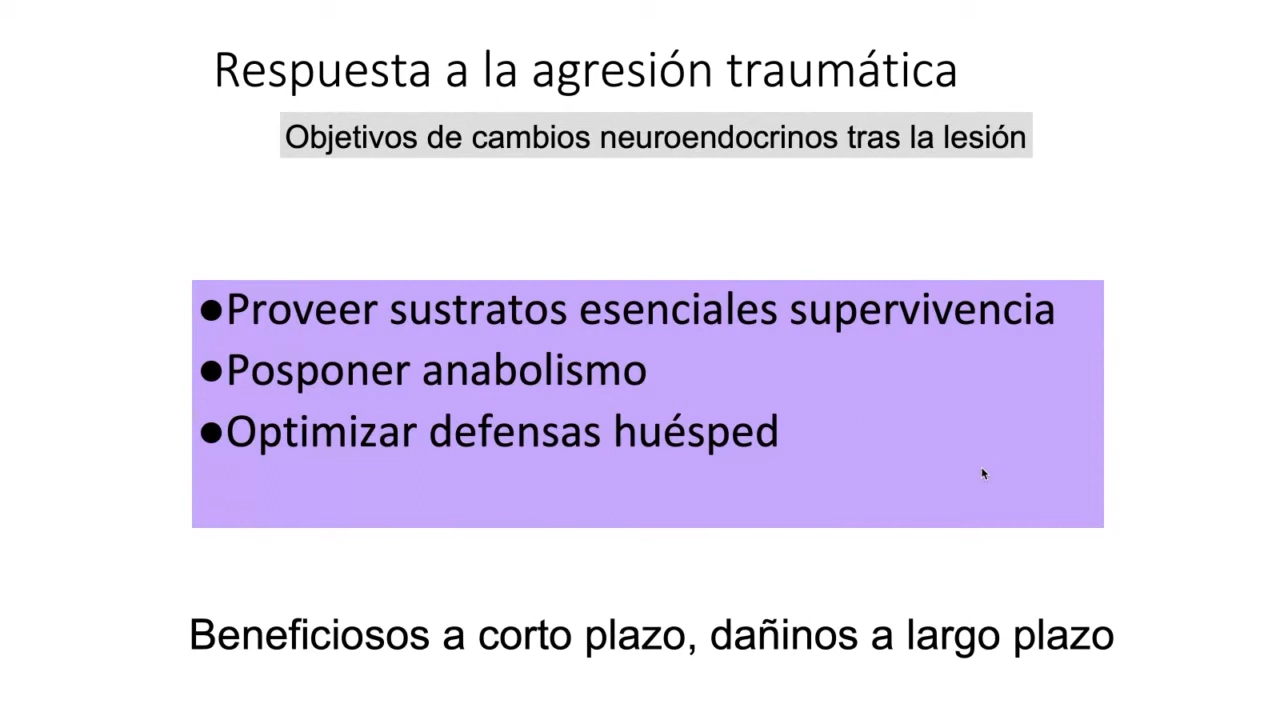 Respuesta a la agresión traumática
Objetivos de cambios neuroendocrinos tras la lesión
●Proveer sustratos esenciales supervivencia
●Posponer anabolismo
●Optimizar defensas huésped
Beneficiosos a corto plazo, dañinos a largo plazo